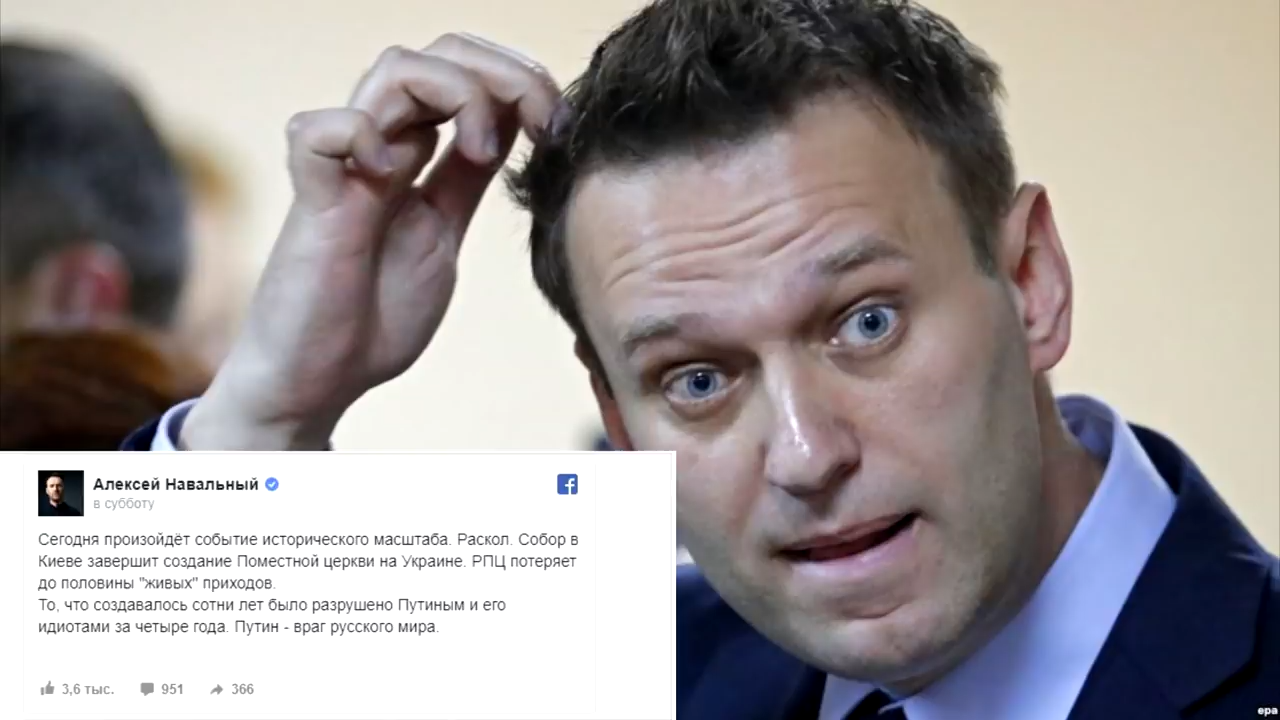 Алексей Навальный
в субботу
Сегодня произойдёт событие исторического масштаба. Раскол. Собор в
Киеве завершит создание Поместной церкви на Украине. РПЦ потеряет
до половины "живых" приходов.
То, что создавалось сотни лет было разрушено Путиным и его
идиотами за четыре года. Путин - враг русского мира.
3,6 тыс. 951 366
epa